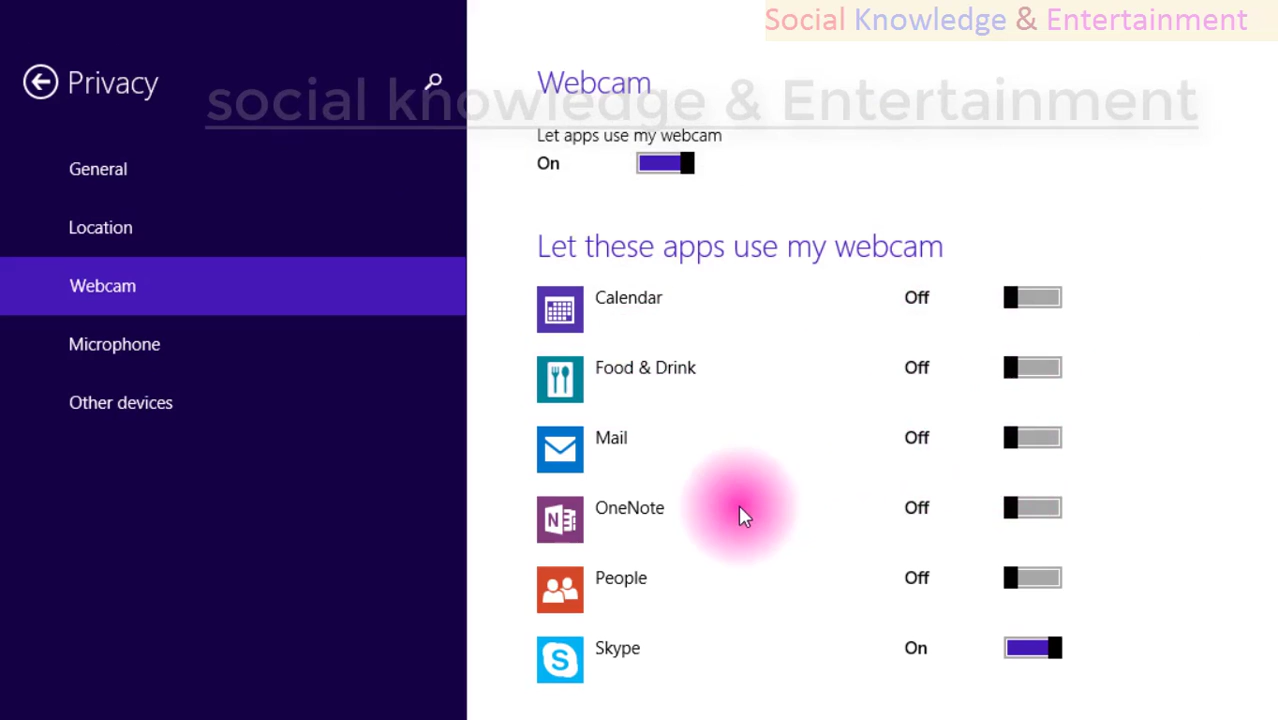 Social Knowledge & Entertainment
Privacy
social knowledge & Entertainment
General
Location
Webcam
Microphone
Other devices
Webcam
Let apps use my webcam
On
Let these apps use my webcam
Calendar Off
Food & Drink Off
Mail Off
N OneNote Off
People Off
S Skype On